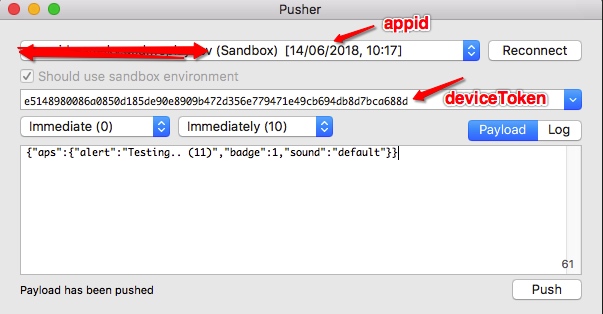 Pusher
appid
(Sandbox) [14/06/2018, 10:17]
Reconnect
Should use sandbox environment
e5148980086a0850d185de90e8909b472d356e779471e49cb694db8d7bca688d
deviceToken
Immediate (0)
Immediately (10)
Payload
Log
{"aps":{"alert":"Testing.. (11)","badge":1,"sound":"default"}}
61
Payload has been pushed
Push